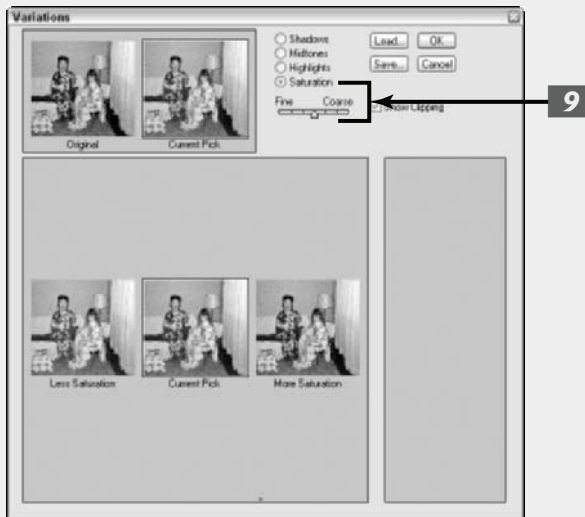 Variations
Shadows
Midtones
Highlights
Saturation
Fine Coarse
Load... OK
Save... Cancel
Show Clipping
9
Original Current Pick
Less Saturation Current Pick More Saturation